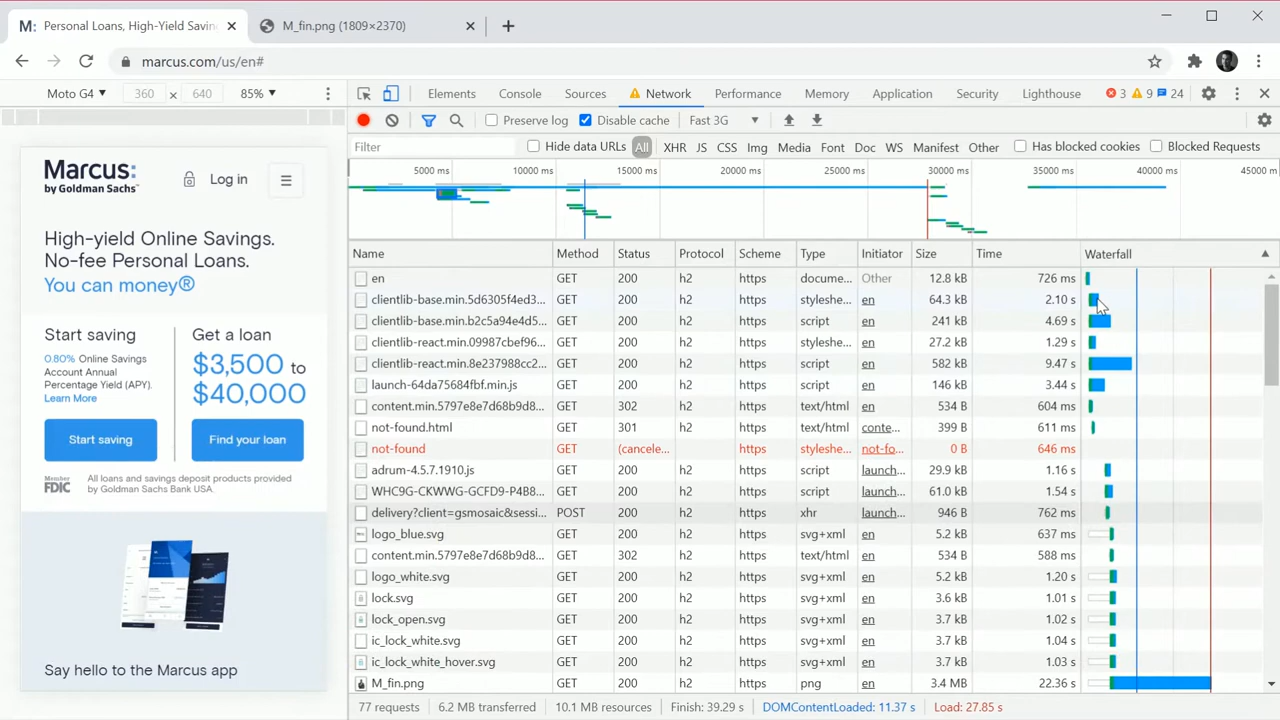 M: Personal Loans, High-Yield Savin
M_fin.png (1809×2370)
marcus.com/us/en#
Moto G4 360 x 640 85%
Elements Console Sources Network Performance Memory Application Security Lighthouse 3 9 24
Preserve log Disable cache Fast 3G
Filter Hide data URLs All XHR JS CSS Img Media Font Doc WS Manifest Other Has blocked cookies Blocked Requests
5000 ms 10000 ms 15000 ms 20000 ms 25000 ms 30000 ms 35000 ms 40000 ms 45000 m
Marcus:
by Goldman Sachs
Log in
High-yield Online Savings.
No-fee Personal Loans.
You can money®
Start saving
0.80% Online Savings
Account Annual
Percentage Yield (APY).
Learn More
Get a loan
$3,500 to
$40,000
Start saving
Find your loan
Member
FDIC
All loans and savings deposit products provided
by Goldman Sachs Bank USA.
Say hello to the Marcus app
Name Method Status Protocol Scheme Type Initiator Size Time Waterfall
en GET 200 h2 https docume... Other 12.8 kB 726 ms
clientlib-base.min.5d6305f4ed3... GET 200 h2 https styleshe... en 64.3 kB 2.10 s
clientlib-base.min.b2c5a94e4d5... GET 200 h2 https script en 241 kB 4.69 s
clientlib-react.min.09987cbef96... GET 200 h2 https styleshe... en 27.2 kB 1.29 s
clientlib-react.min.8e237988cc2... GET 200 h2 https script en 582 kB 9.47 s
launch-64da75684fbf.min.js GET 200 h2 https script en 146 kB 3.44 s
content.min.5797e8e7d68b9d8... GET 302 h2 https text/html en 534 B 604 ms
not-found.html GET 301 h2 https text/html conte... 399 B 611 ms
not-found GET (cancele... h2 https styleshe... not-fo... 0 B 646 ms
adrum-4.5.7.1910.js GET 200 h2 https script launch... 29.9 kB 1.16 s
WHC9G-CKWWG-GCFD9-P4B8... GET 200 h2 https script launch... 61.0 kB 1.54 s
delivery?client=gsmosaic&sessi... POST 200 h2 https xhr launch... 946 B 762 ms
logo_blue.svg GET 200 h2 https svg+xml en 5.2 kB 637 ms
content.min.5797e8e7d68b9d8... GET 302 h2 https text/html en 534 B 588 ms
logo_white.svg GET 200 h2 https svg+xml en 5.2 kB 1.20 s
lock.svg GET 200 h2 https svg+xml en 3.6 kB 1.01 s
lock_open.svg GET 200 h2 https svg+xml en 3.7 kB 1.02 s
ic_lock_white.svg GET 200 h2 https svg+xml en 3.7 kB 1.04 s
ic_lock_white_hover.svg GET 200 h2 https svg+xml en 3.7 kB 1.03 s
M_fin.png GET 200 h2 https png en 3.4 MB 22.36 s
77 requests 6.2 MB transferred 10.1 MB resources Finish: 39.29 s DOMContentLoaded: 11.37 s Load: 27.85 s